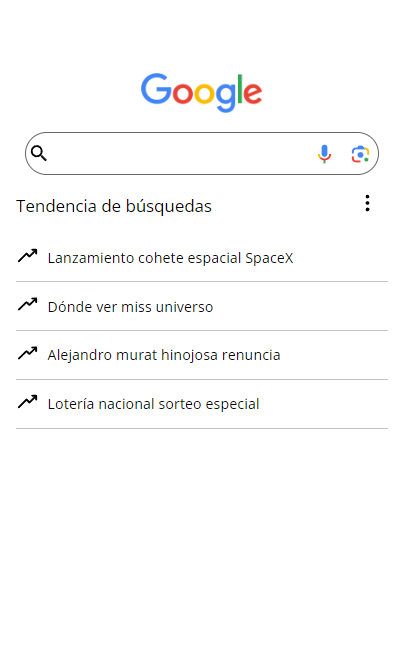 Google
Tendencia de búsquedas
Lanzamiento cohete espacial SpaceX
Dónde ver miss universo
Alejandro murat hinojosa renuncia
Lotería nacional sorteo especial